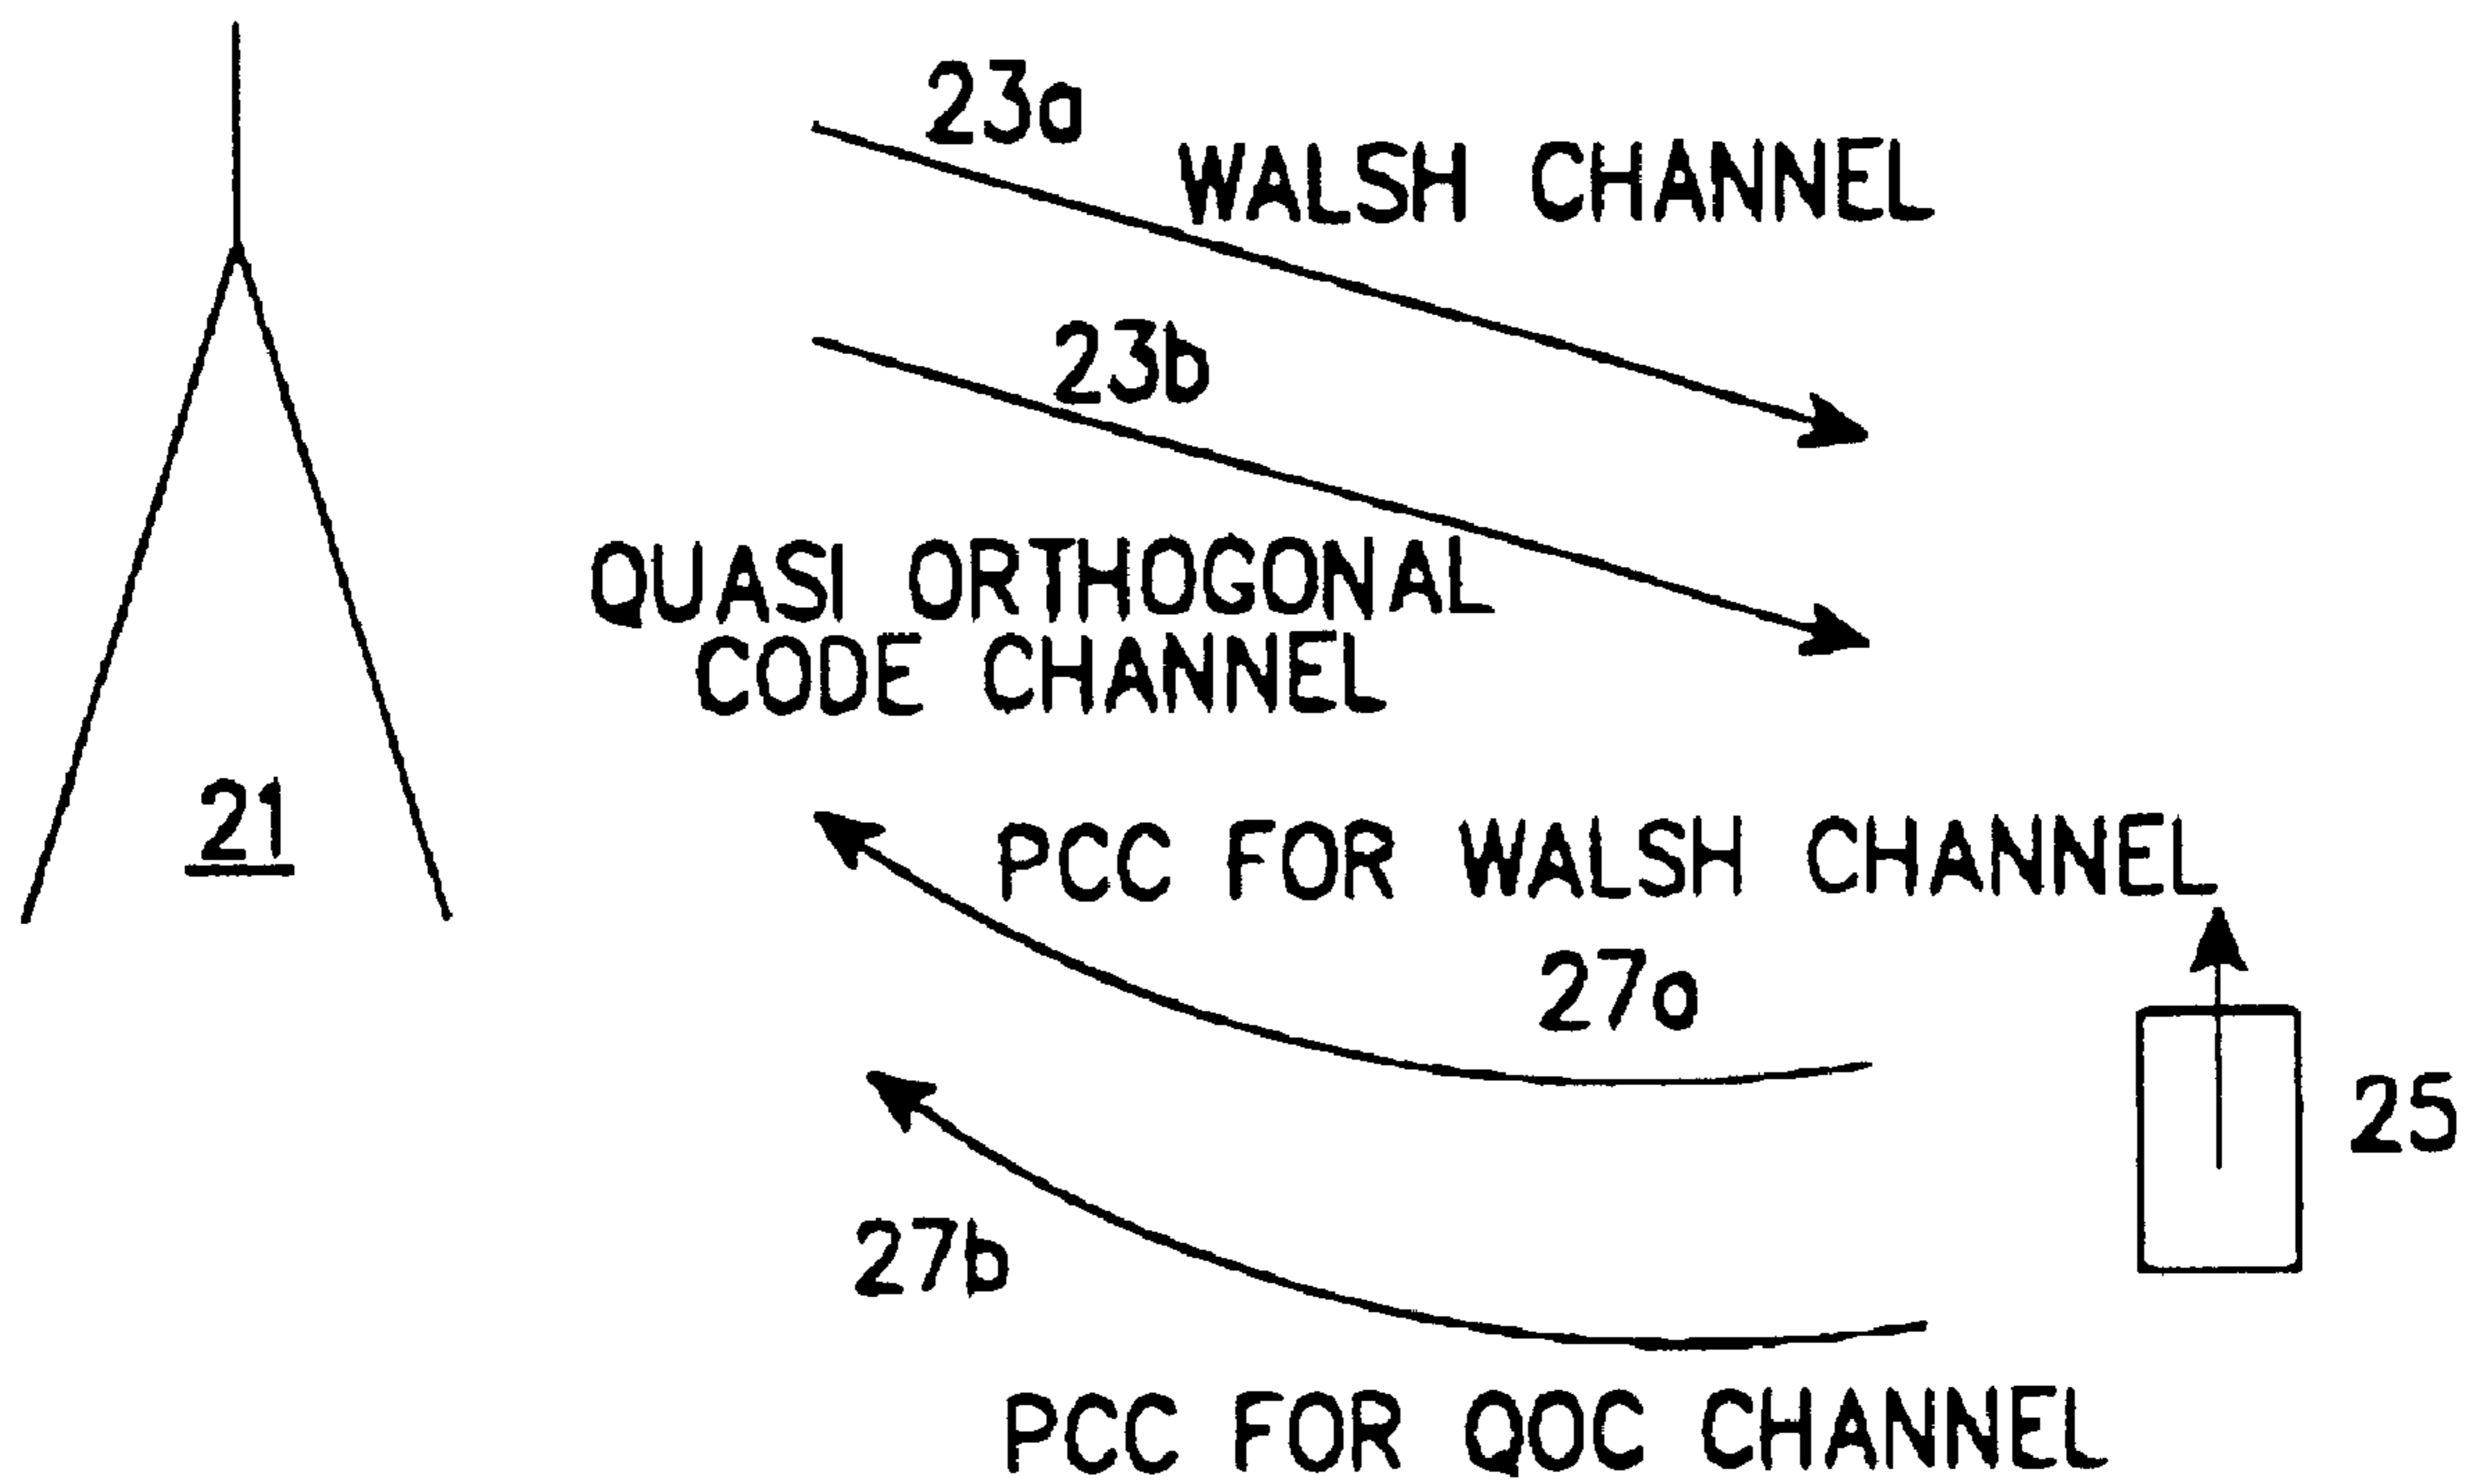 23a
WALSH CHANNEL
23b
QUASI ORTHOGONAL
CODE CHANNEL
21
PCC FOR WALSH CHANNEL
27a
25
27b
PCC FOR QOC CHANNEL